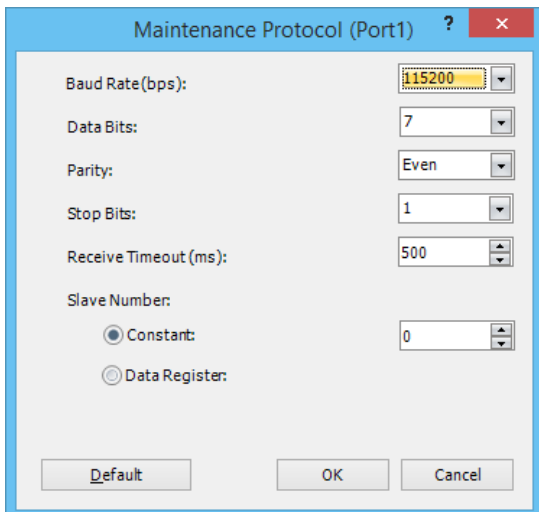 Maintenance Protocol (Port1) ? ×
Baud Rate(bps): 115200
Data Bits: 7
Parity: Even
Stop Bits: 1
Receive Timeout (ms): 500
Slave Number:
Constant: 0
Data Register:
Default OK Cancel